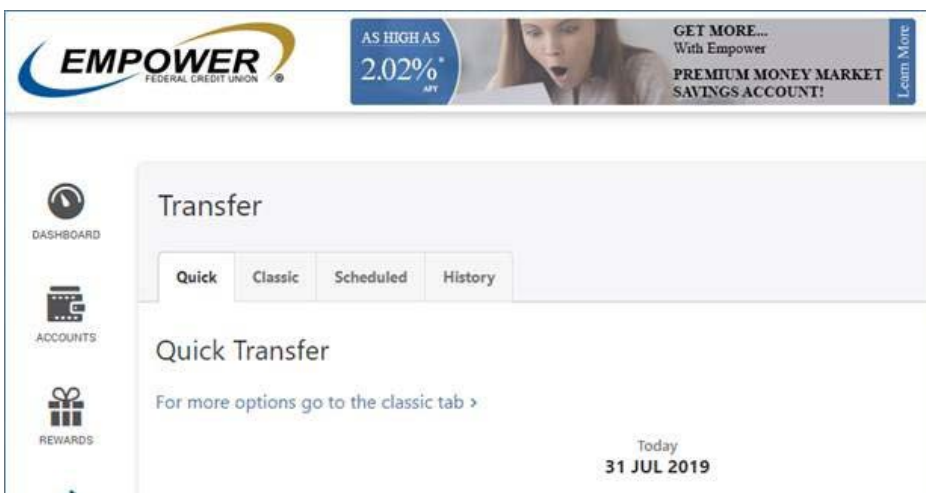 EMPOWER
FEDERAL CREDIT UNION ®
AS HIGH AS
2.02%*
APY
GET MORE...
With Empower
PREMIUM MONEY MARKET
SAVINGS ACCOUNT!
Learn More
DASHBOARD
ACCOUNTS
REWARDS
Transfer
Quick Classic Scheduled History
Quick Transfer
For more options go to the classic tab >
Today
31 JUL 2019